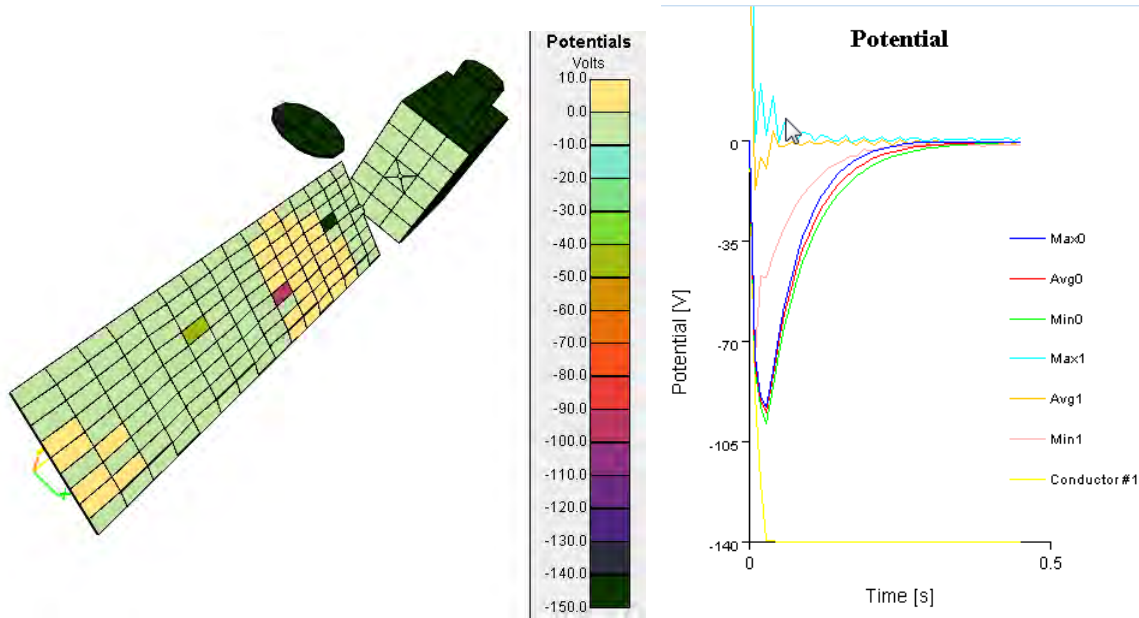 Potentials
Volts
10.0
0.0
-10.0
-20.0
-30.0
-40.0
-50.0
-60.0
-70.0
-80.0
-90.0
-100.0
-110.0
-120.0
-130.0
-140.0
-150.0
Potential
0
-35
-70
-105
-140
Potential [V]
0
0.5
Time [s]
Max0
Avg0
Min0
Max1
Avg1
Min1
Conductor #1